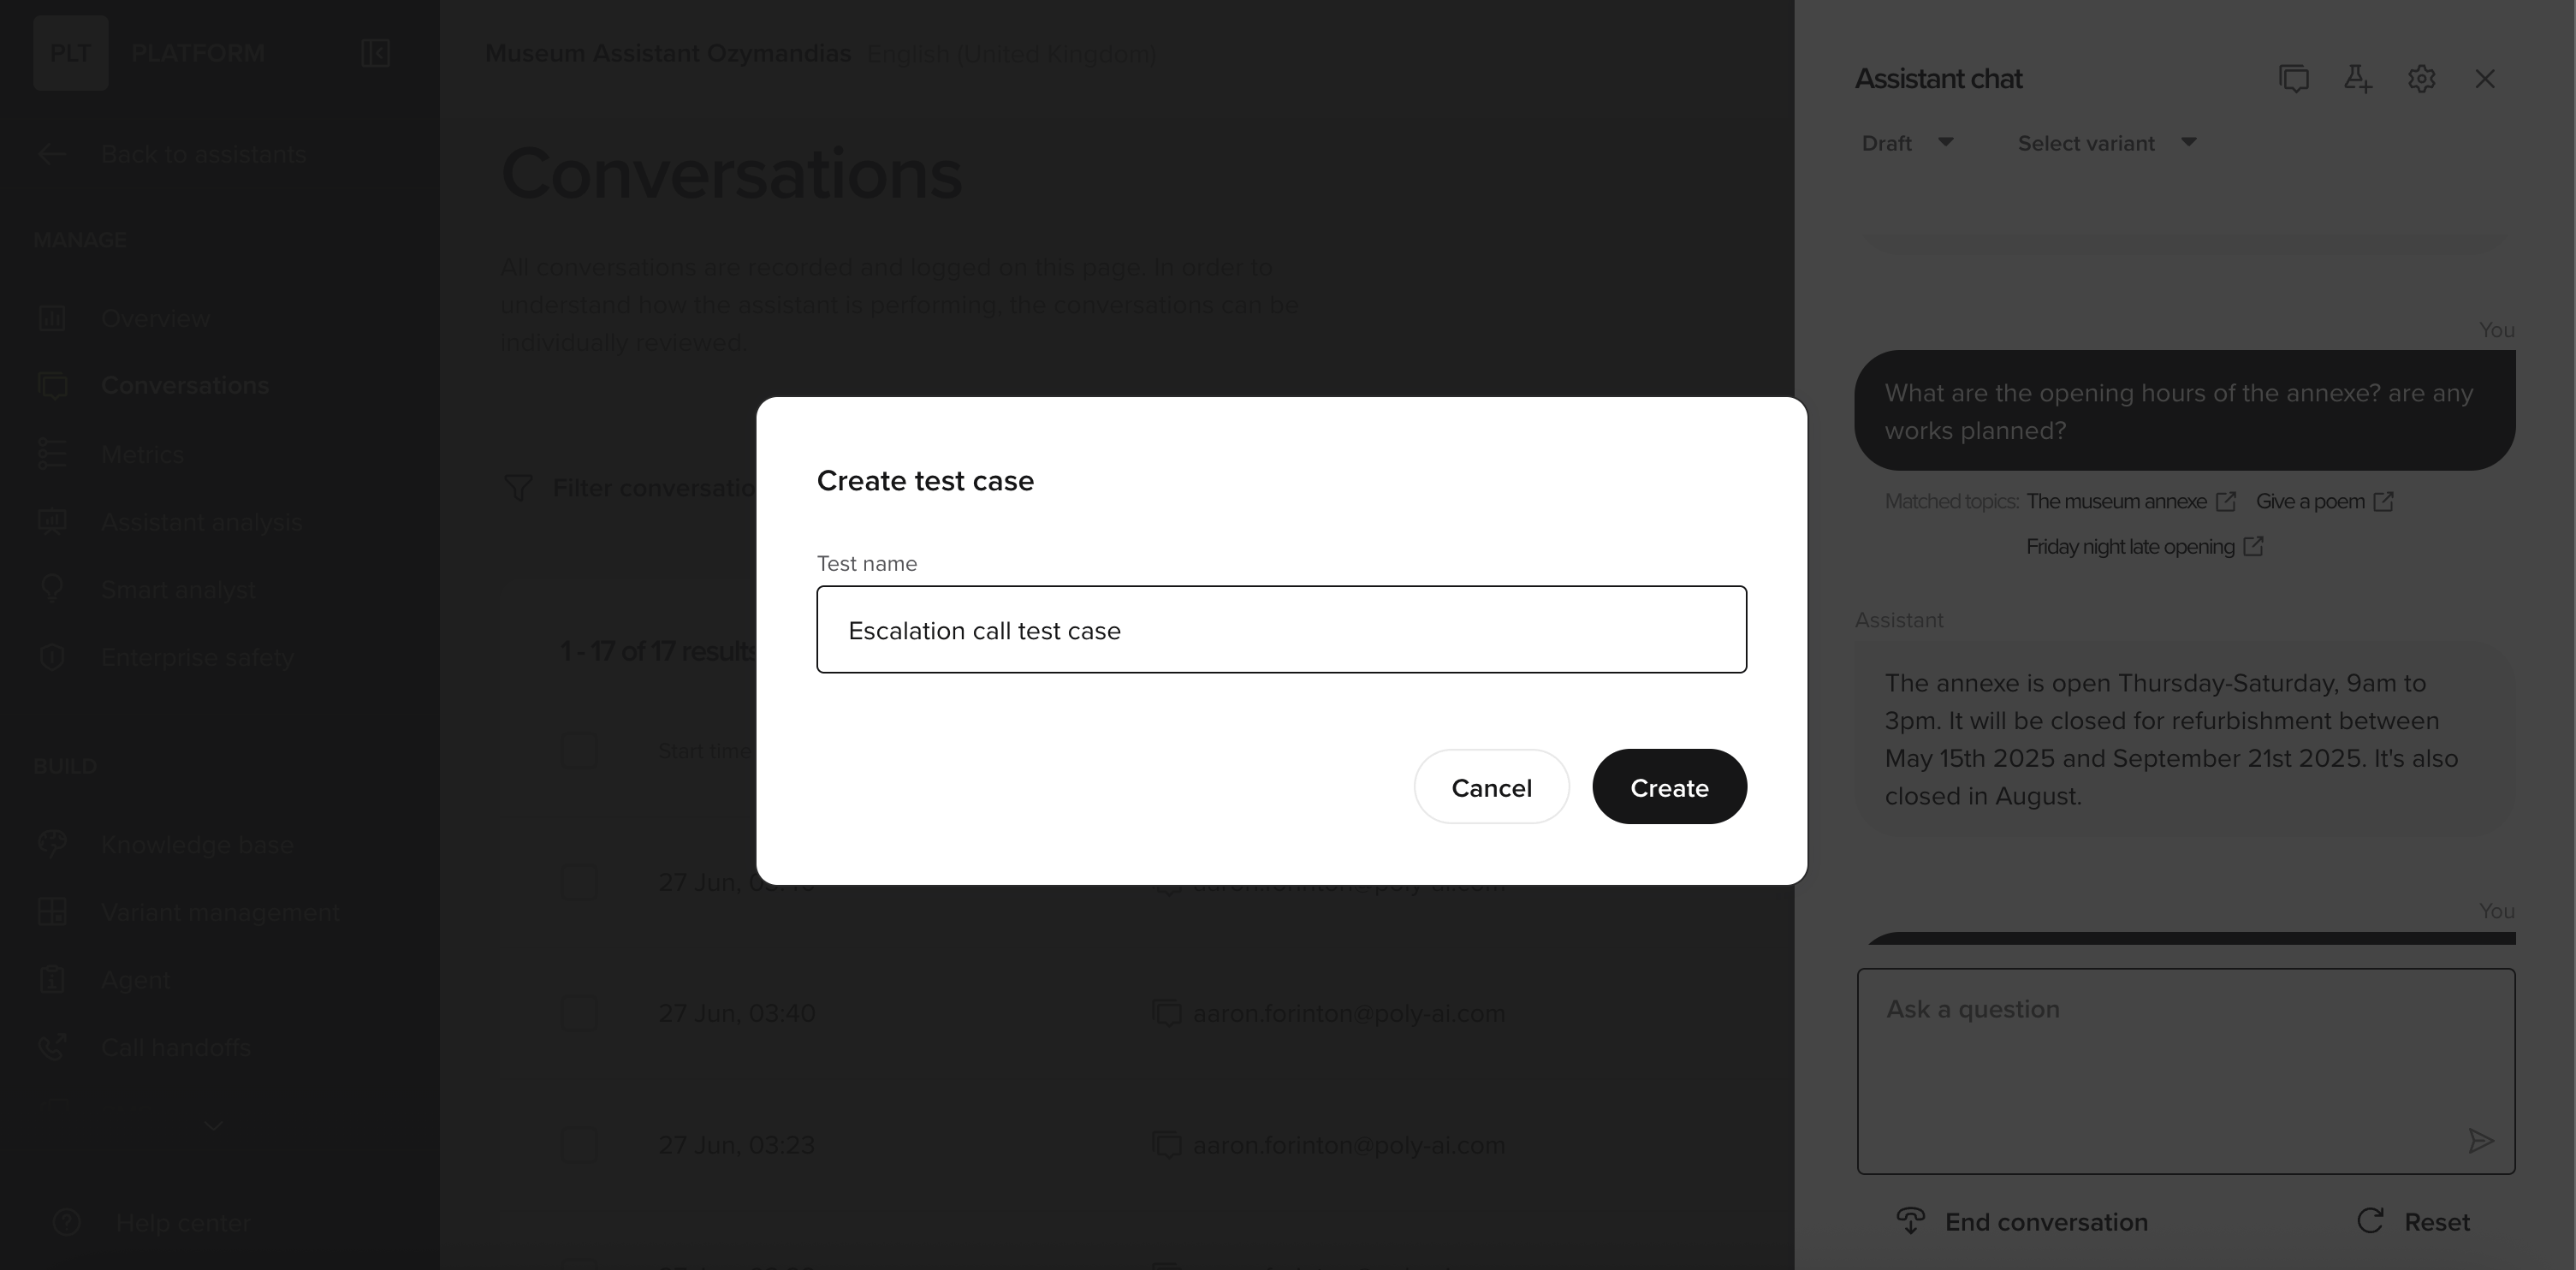 PLT PLATFORM
Back to assistants
MANAGE
Overview
Conversations
Metrics
Assistant analysis
Smart analyst
Enterprise safety
BUILD
Knowledge base
Variant management
Agent
Call handoffs
Help center
Museum Assistant Ozymandias English (United Kingdom)
Conversations
All conversations are recorded and logged on this page. In order to
understand how the assistant is performing, the conversations can be
individually reviewed.
Filter conversatio
1 - 17 of 17 results
Start time
27 Jun,
aaron.forinton@poly-ai.com
27 Jun, 03:40 aaron.forinton@poly-ai.com
27 Jun, 03:23 aaron.forinton@poly-ai.com
Create test case
Test name
Escalation call test case
Cancel Create
Assistant chat
Draft Select variant
You
What are the opening hours of the annexe? are any
works planned?
Matched topics: The museum annexe Give a poem
Friday night late opening
Assistant
The annexe is open Thursday-Saturday, 9am to
3pm. It will be closed for refurbishment between
May 15th 2025 and September 21st 2025. It's also
closed in August.
You
Ask a question
End conversation Reset